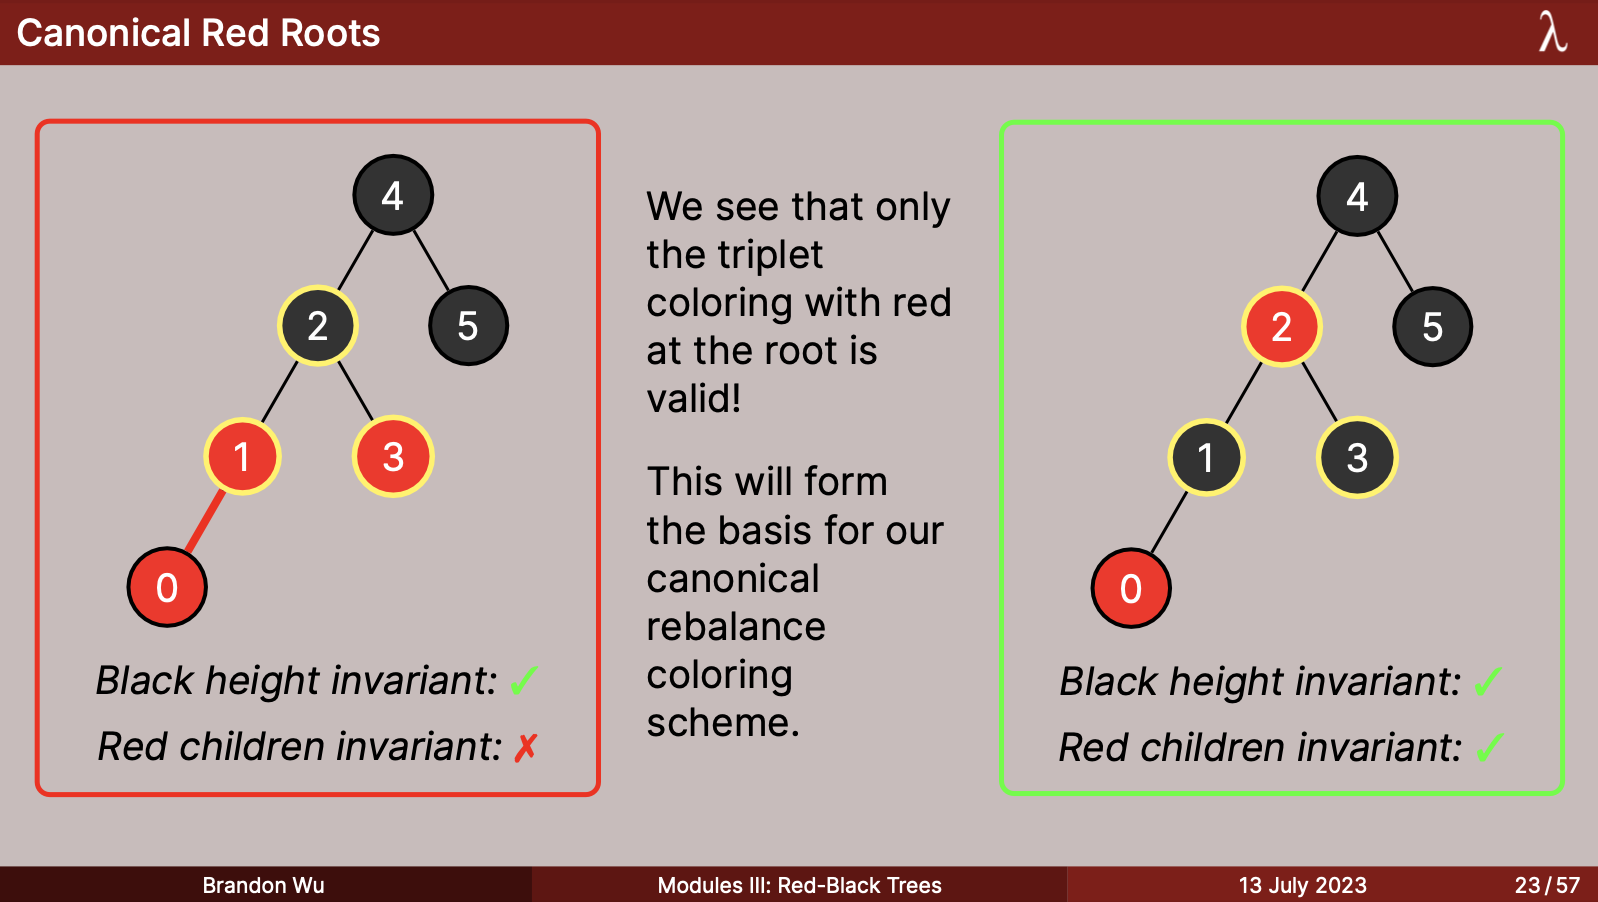 Canonical Red Roots
λ
4
2
5
1
3
0
Black height invariant: ✓
Red children invariant: ✗
We see that only
the triplet
coloring with red
at the root is
valid!
This will form
the basis for our
canonical
rebalance
coloring
scheme.
4
2
5
1
3
0
Black height invariant: ✓
Red children invariant: ✓
Brandon Wu
Modules III: Red-Black Trees
13 July 2023
23 / 57